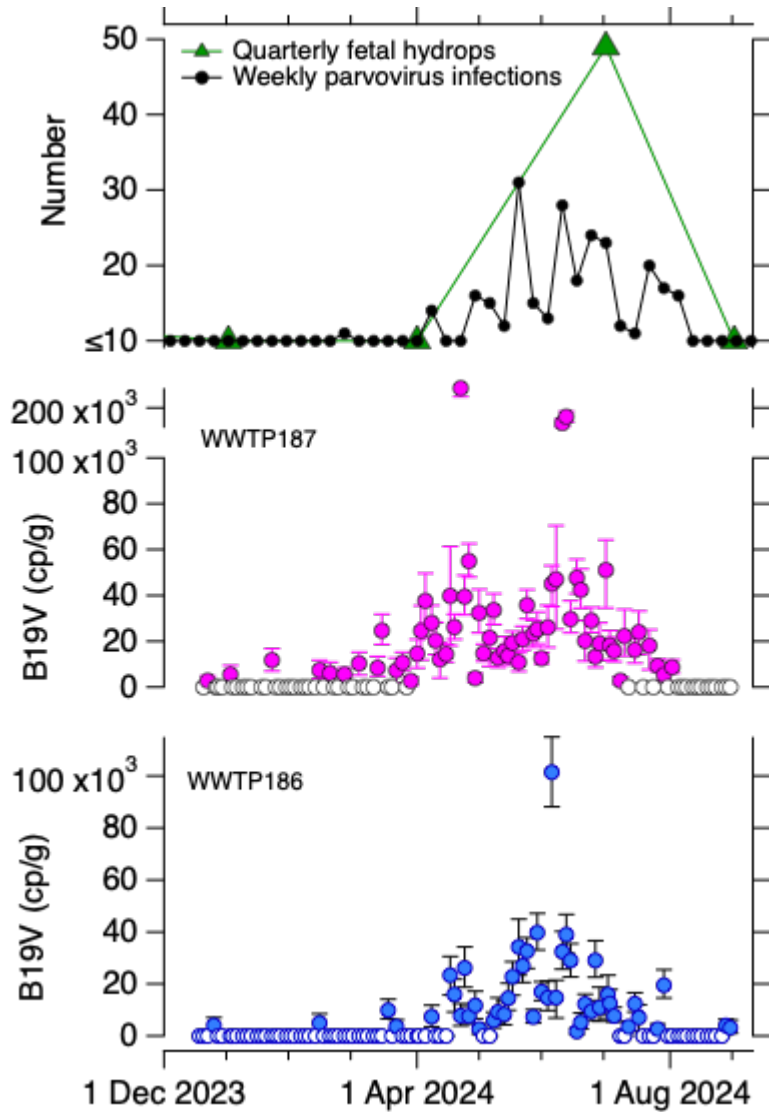 50
Quarterly fetal hydrops
Weekly parvovirus infections
40
Number
30
20
≤10
200 x10³
WWTP187
100 x10³
80
B19V (cp/g)
60
40
20
0
WWTP186
100 x10³
80
B19V (cp/g)
60
40
20
0
1 Dec 2023 1 Apr 2024 1 Aug 2024